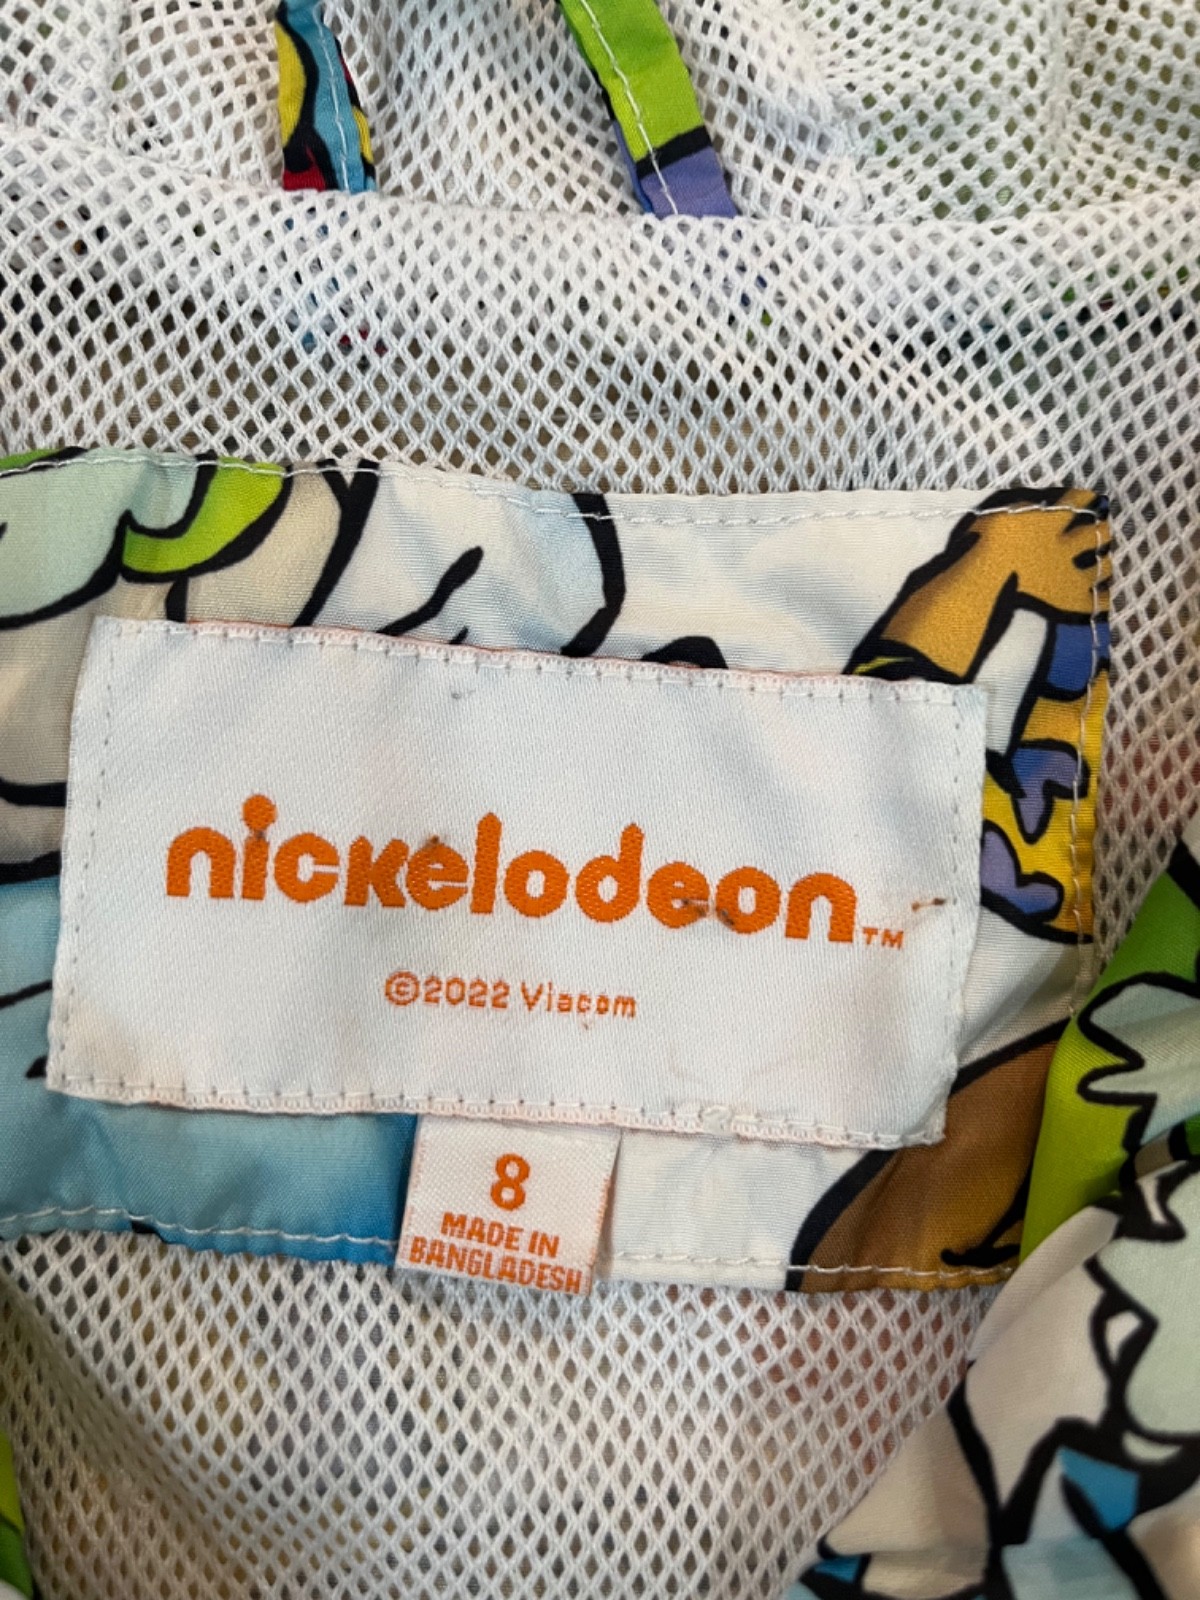 nickelodeon™
©2022 Viacom
8
MADE IN
BANGLADESH